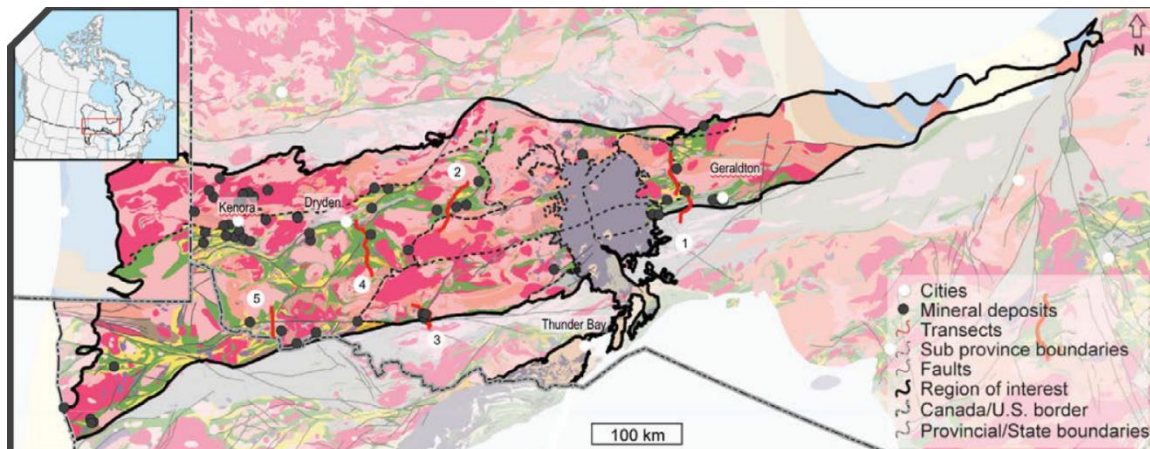 N
Geraldton
2
Kenora
Dryden
1
5
4
Thunder Bay
3
Cities
Mineral deposits
Transects
Sub province boundaries
Faults
Region of interest
Canada/U.S. border
Provincial/State boundaries
100 km